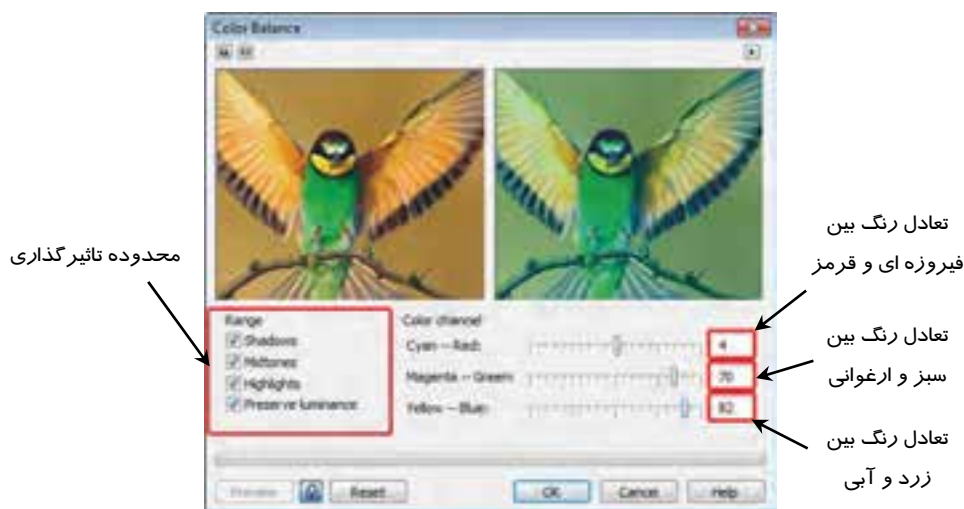 Color Balance
محدوده تاثیر گذاری
تعادل رنگ بین
فیروزه ای و قرمز
تعادل رنگ بین
سبز و ارغوانی
تعادل رنگ بین
زرد و آبی
Range
Shadows
Midtones
Highlights
Preserve luminance
Color channel
Cyan -- Red: 4
Magenta -- Green: 70
Yellow -- Blue: 82
Preview Reset OK Cancel Help